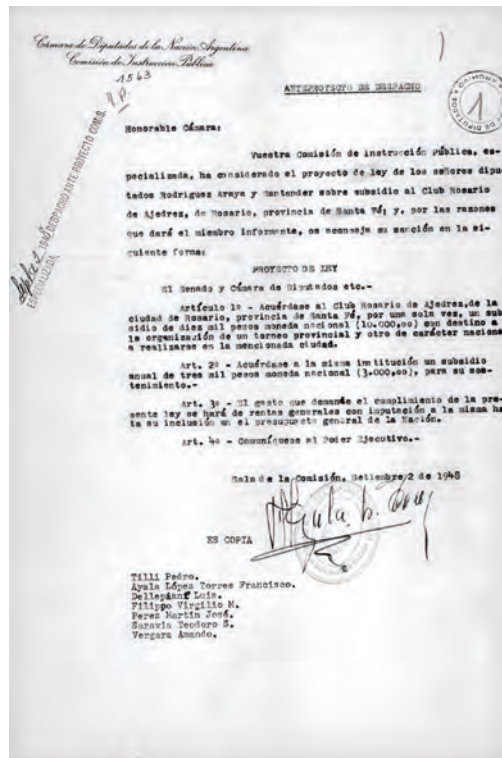 Cámara de Diputados de la Nación Argentina
Comisión de Instrucción Pública
1563
ANTEPROYECTO DE DESPACHO
1
DE DIPUTADOS
Honorable Cámara:
Vuestra Comisión de Instrucción Pública, es-
pecializada, ha considerado el proyecto de ley de los señores dipu
tados Rodríguez Araya y Santander sobre subsidio al Club Rosario
de Ajedrez, de Rosario, provincia de Santa Fé; y, por las razones
que dará el miembro informante, os aconseja su sanción en la si-
guiente forma:
PROYECTO DE LEY
El Senado y Cámara de Diputados etc.-
Artículo 1º - Acuérdase al Club Rosario de Ajedrez,de la
ciudad de Rosario, provincia de Santa Fé, por una sola vez, un sub
sidio de diez mil pesos moneda nacional (10.000,oo) con destino a
la organización de un torneo provincial y otro de carácter nacional
a realizarse en la mencionada ciudad.
Art. 2º - Acuérdase a la misma institución un subsidio
anual de tres mil pesos moneda nacional (3.000,oo), para su sos-
tenimiento.-
Art. 3º - El gasto que demande el cumplimiento de la pre-
sente ley se hará de rentas generales con imputación a la misma has
ta su inclusión en el presupuesto general de la Nación.
Art. 4º - Comuníquese al Poder Ejecutivo.-
Sala de la Comisión, Setiembre/2 de 1948
ES COPIA
Tilli Pedro.
Ayala López Torres Francisco.
Dellepiane Luis.
Filippo Virgilio M.
Perez Martín José.
Saravia Teodoro S.
Vergara Amando.
DESPACHO ANTE PROYECTO COMIS.
ESPECIALIZADA